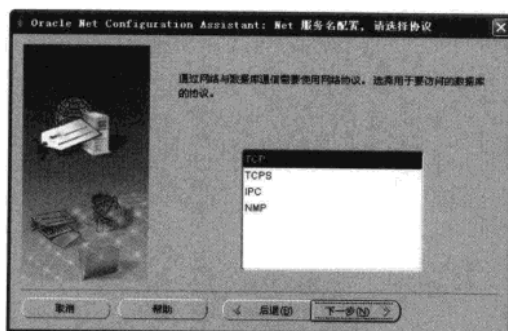 Oracle Net Configuration Assistant: Net 服务名配置, 请选择协议
通过网络与数据库通信需要使用网络协议。选择用于要访问的数据库
的协议。
TCP
TCPS
IPC
NMP
取消
帮助
后退(B)
下一步(N)